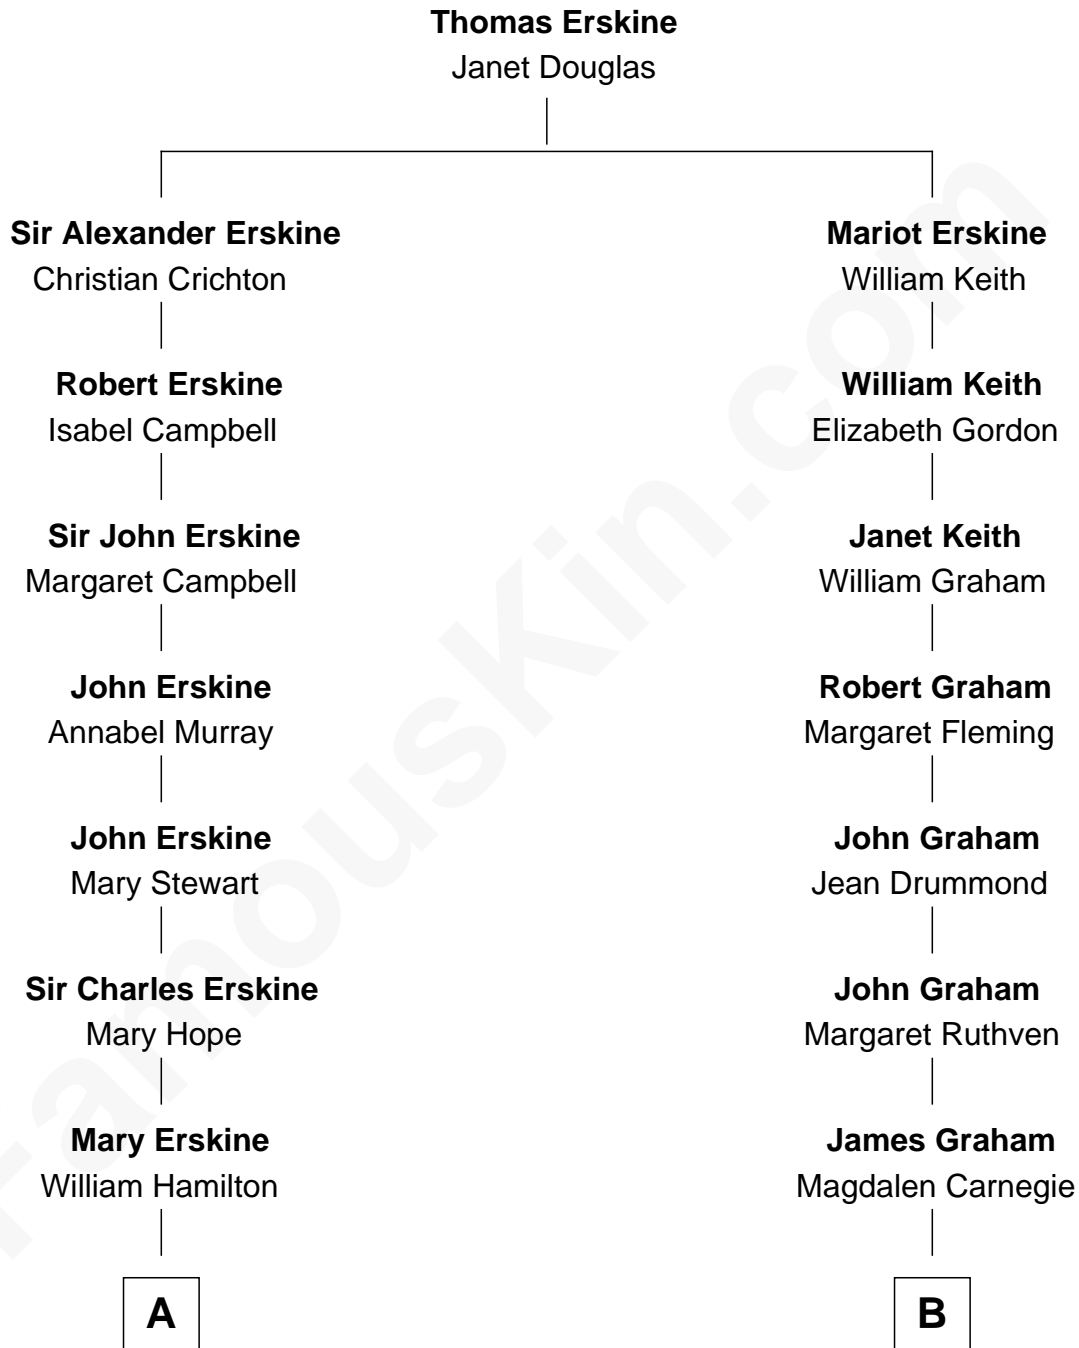 Thomas Erskine
Janet Douglas
Sir Alexander Erskine
Christian Crichton
Robert Erskine
Isabel Campbell
Sir John Erskine
Margaret Campbell
John Erskine
Annabel Murray
John Erskine
Mary Stewart
Sir Charles Erskine
Mary Hope
Mary Erskine
William Hamilton
A
Mariot Erskine
William Keith
William Keith
Elizabeth Gordon
Janet Keith
William Graham
Robert Graham
Margaret Fleming
John Graham
Jean Drummond
John Graham
Margaret Ruthven
James Graham
Magdalen Carnegie
B
FamousKin.com